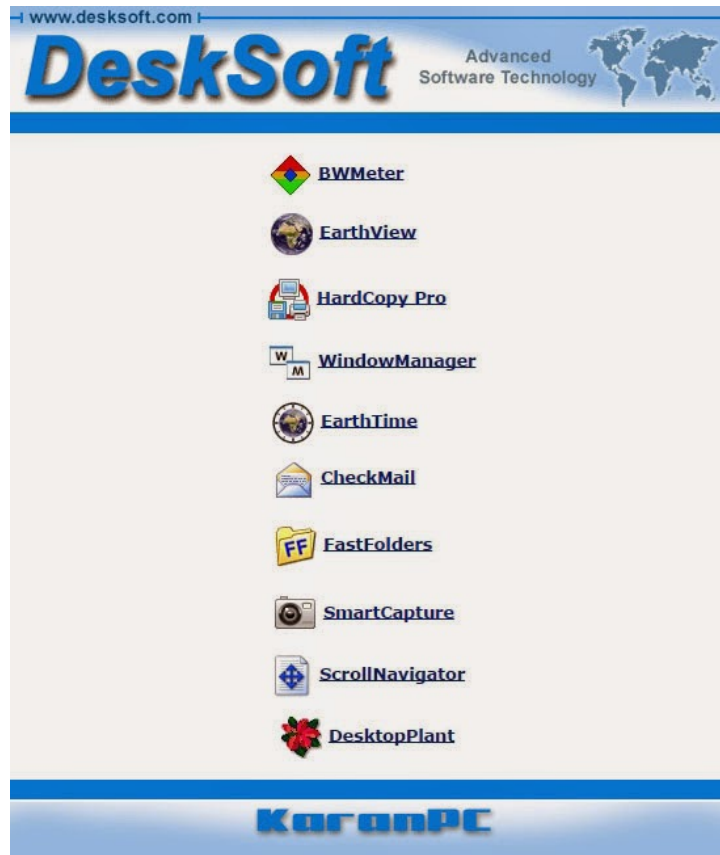 www.desksoft.com
DeskSoft
Advanced
Software Technology
BWMeter
EarthView
HardCopy Pro
W
M
WindowManager
EarthTime
CheckMail
FF
FastFolders
SmartCapture
ScrollNavigator
DesktopPlant
KaranPC